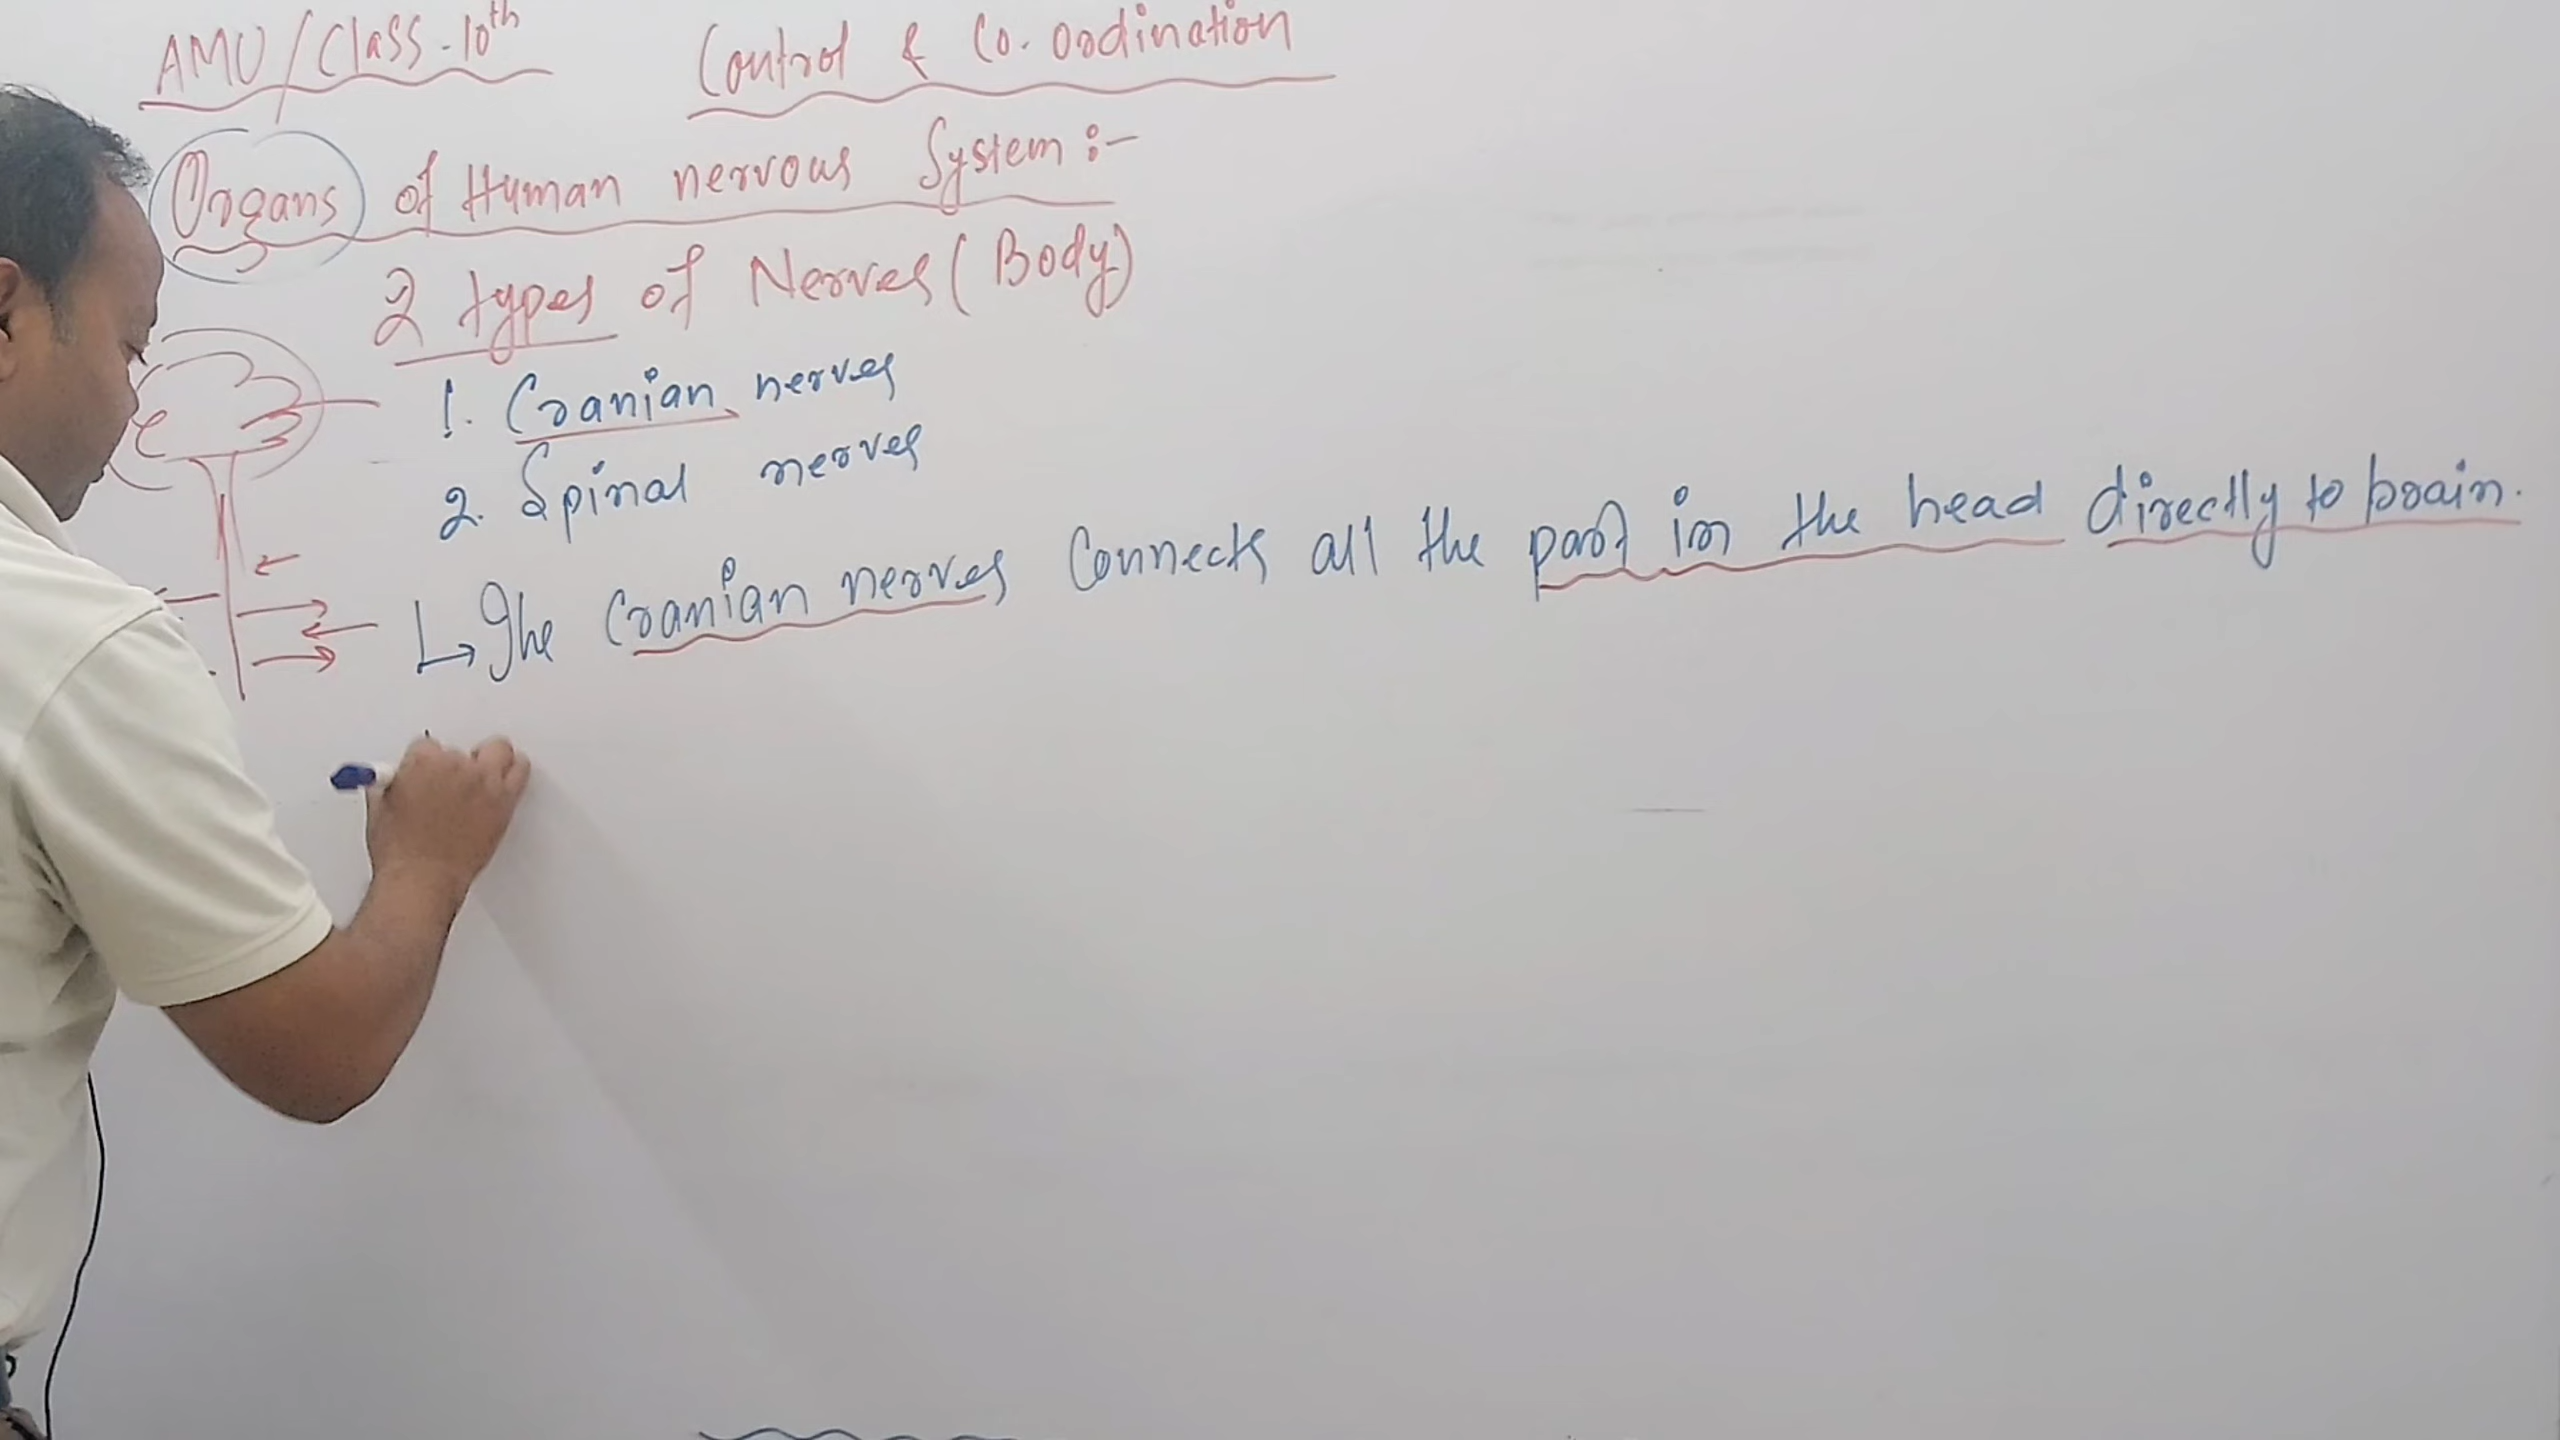 AMU/Class-10th
Control & Co-ordination
Organs of Human nervous System:-
2 types of Nerves (Body)
1. Cranian nerves
2. Spinal nerves
↳ The Cranian nerves Connects all the part in the head directly to brain.